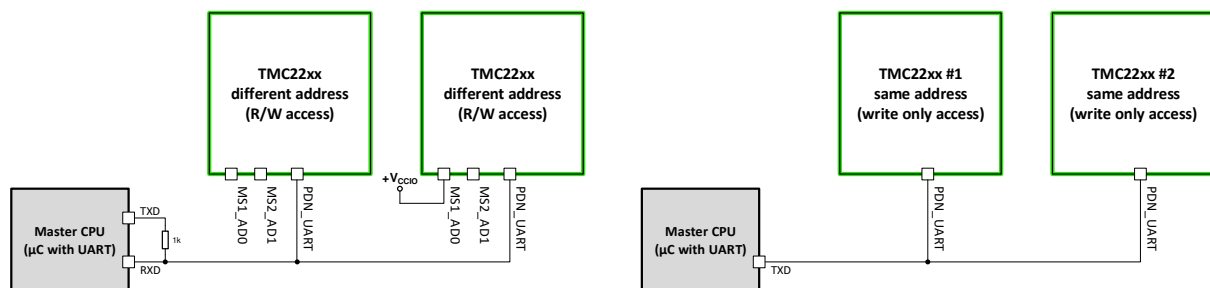 TMC22xx
different address
(R/W access)
TMC22xx
different address
(R/W access)
+VCCIO
MS1_AD0
MS2_AD1
PDN_UART
MS1_AD0
MS2_AD1
PDN_UART
Master CPU
(µC with UART)
TXD
1k
RXD
TMC22xx #1
same address
(write only access)
TMC22xx #2
same address
(write only access)
PDN_UART
PDN_UART
Master CPU
(µC with UART)
TXD